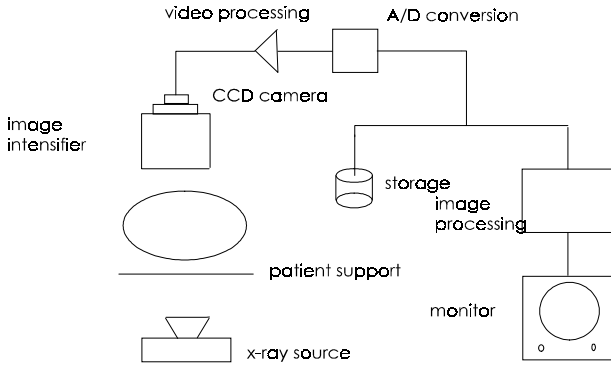 video processing
A/D conversion
CCD camera
image
intensifier
storage
image
processing
patient support
monitor
x-ray source